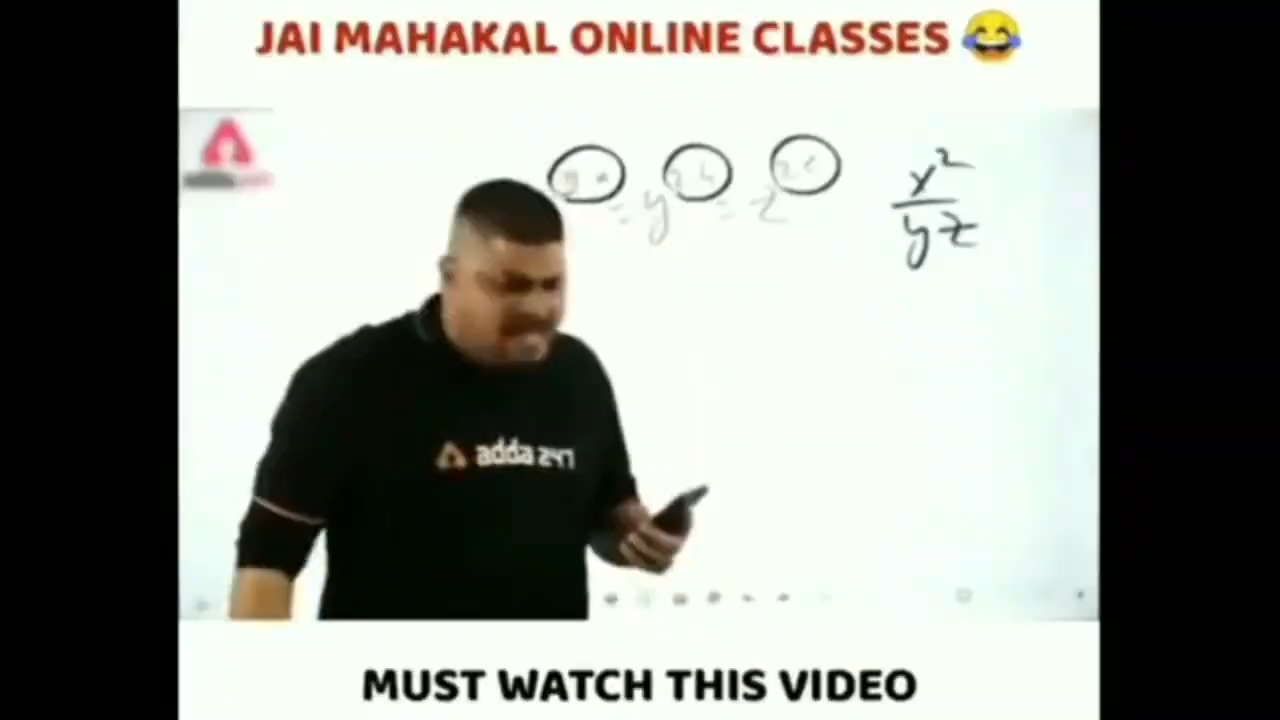 JAI MAHAKAL ONLINE CLASSES 😂
= y = z
x²
yz
adda 247
MUST WATCH THIS VIDEO